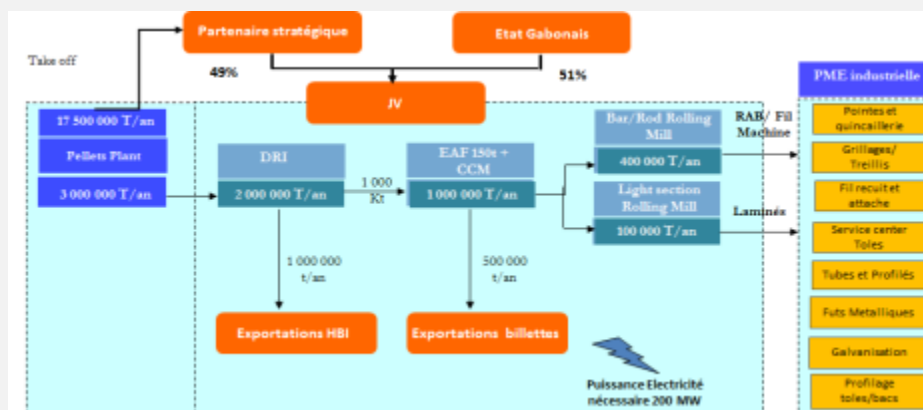 Partenaire stratégique
Etat Gabonais
Take off
49%
51%
JV
PME industrielle
17 500 000 T/an
Pellets Plant
3 000 000 T/an
DRI
2 000 000 T/an
1 000
Kt
EAF 150t +
CCM
1 000 000 T/an
Bar/Rod Rolling
Mill
400 000 T/an
Light section
Rolling Mill
100 000 T/an
RAB/ Fil
Machine
Laminés
1 000 000
t/an
500 000
t/an
Exportations HBI
Exportations billettes
Puissance Electricité
nécessaire 200 MW
Pointes et
quincaillerie
Grillages/
Treillis
Fil recuit et
attache
Service center
Toles
Tubes et Profilés
Futs Metalliques
Galvanisation
Profilage
toles/bacs